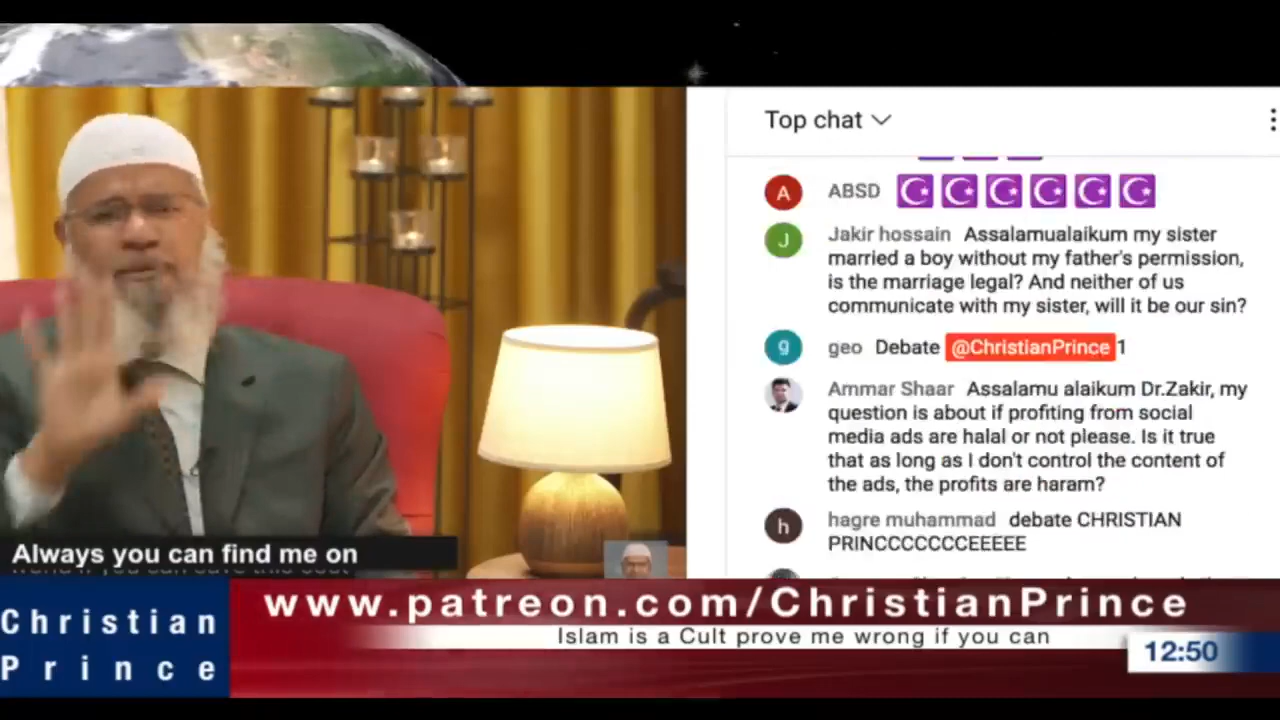 Top chat
A ABSD
J Jakir hossain Assalamualaikum my sister
married a boy without my father's permission,
is the marriage legal? And neither of us
communicate with my sister, will it be our sin?
g geo Debate @ChristianPrince 1
Ammar Shaar Assalamu alaikum Dr.Zakir, my
question is about if profiting from social
media ads are halal or not please. Is it true
that as long as I don't control the content of
the ads, the profits are haram?
h hagre muhammad debate CHRISTIAN
PRINCCCCCCCEEEEE
Always you can find me on
Christian
Prince
www.patreon.com/ChristianPrince
Islam is a Cult prove me wrong if you can
12:50